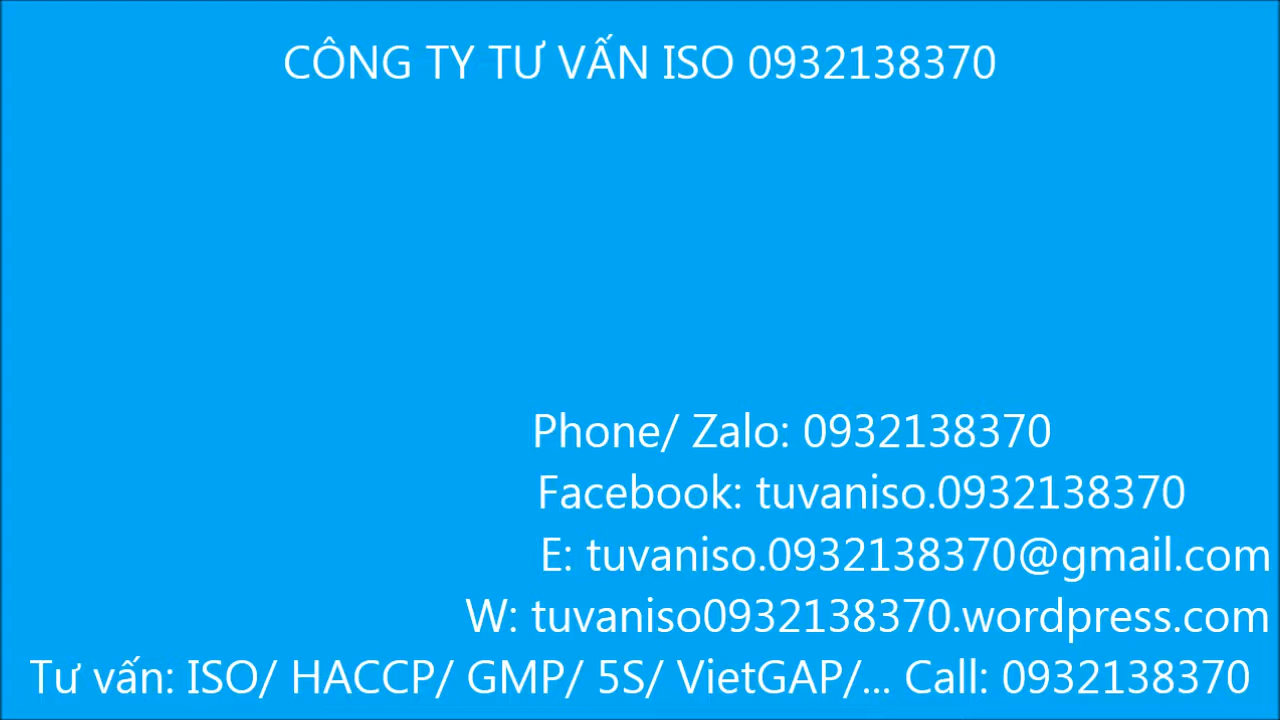 CÔNG TY TƯ VẤN ISO 0932138370
Phone/ Zalo: 0932138370
Facebook: tuvaniso.0932138370
E: tuvaniso.0932138370@gmail.com
W: tuvaniso0932138370.wordpress.com
Tư vấn: ISO/ HACCP/ GMP/ 5S/ VietGAP/... Call: 0932138370